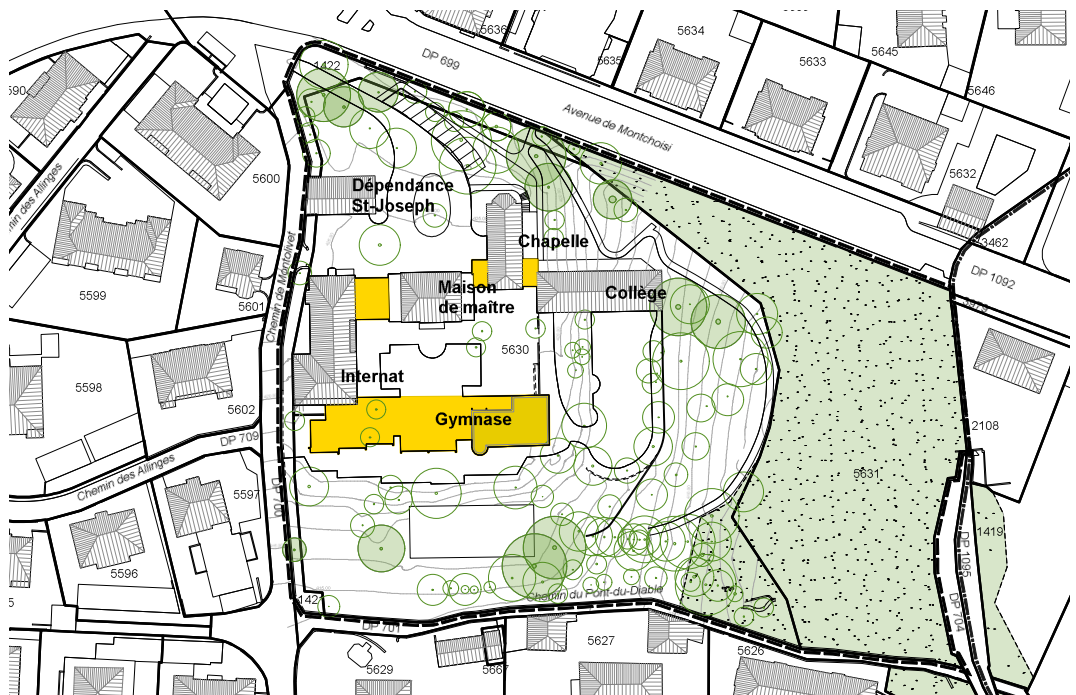 5636
5634
5645
DP 699
5635
5633
5646
590
1422
Avenue de Montchoisi
Chemin des Allinges
5600
5632
Dépendance
St-Joseph
Chapelle
3462
DP 1092
5599
Chemin de Montolivet
5601
Maison
de maître
Collège
5630
5598
Internat
5602
Gymnase
DP 709
2108
Chemin des Allinges
5631
5597
DP 700
1419
DP 1095
5596
Chemin du Pont-du-Diable
1421
DP 701
DP 704
5627
5626
5629
5667